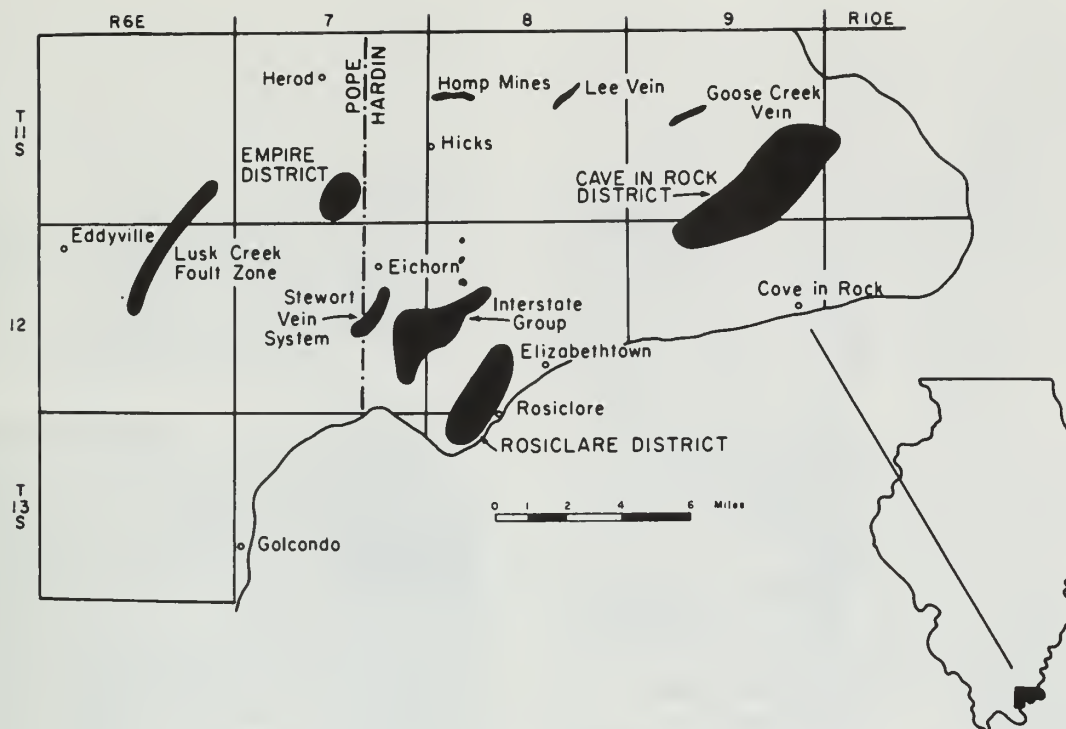 R6E
7
8
9
R10E
T
11
S
12
T
13
S
POPE
HARDIN
Herod
Homp Mines
Lee Vein
Goose Creek
Vein
Hicks
EMPIRE
DISTRICT
CAVE IN ROCK
DISTRICT
Eddyville
Lusk Creek
Foult Zone
Eichorn
Stewort
Vein
System
Interstate
Group
Cove in Rock
Elizabethtown
Rosiclore
ROSICLARE DISTRICT
0 1 2 4 6 Miles
Golcondo